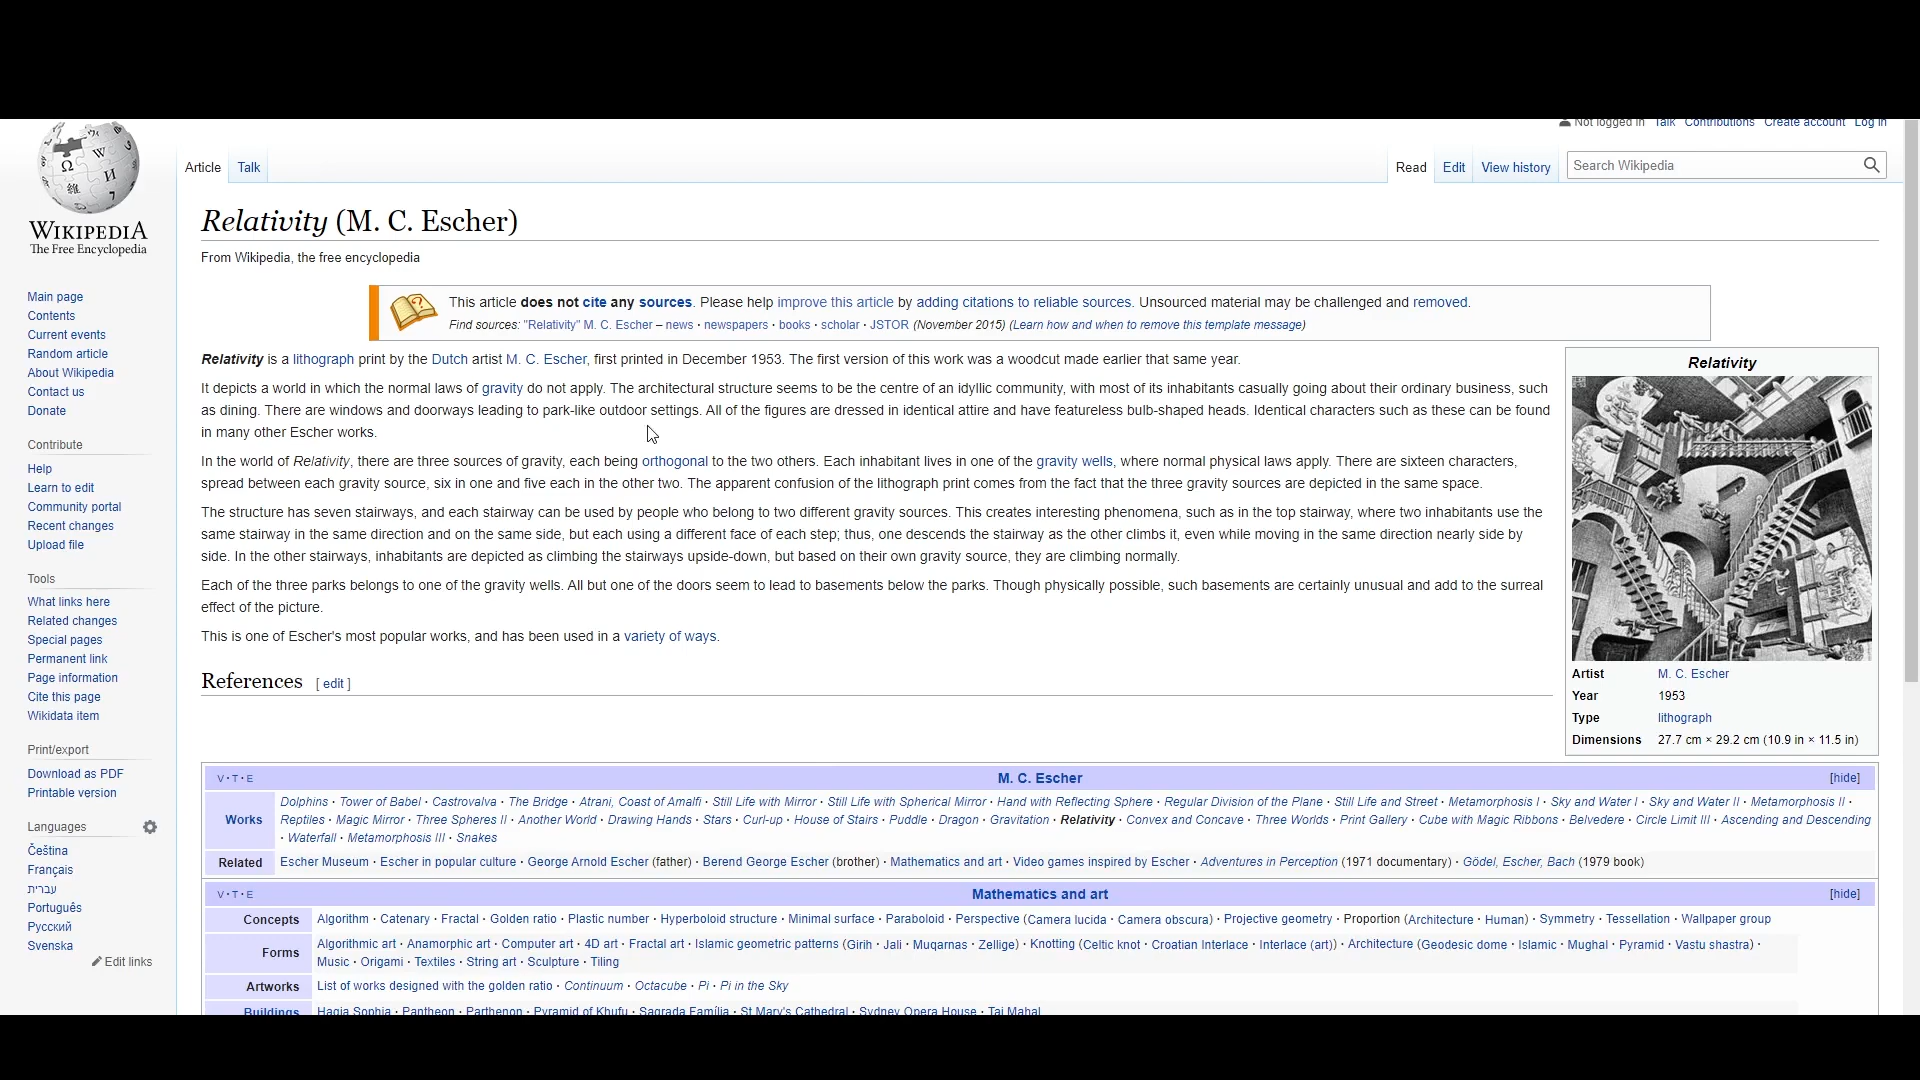 Not logged in Talk Contributions Create account Log in
Article Talk Read Edit View history Search Wikipedia
WIKIPEDIA
The Free Encyclopedia
Main page
Contents
Current events
Random article
About Wikipedia
Contact us
Donate
Contribute
Help
Learn to edit
Community portal
Recent changes
Upload file
Tools
What links here
Related changes
Special pages
Permanent link
Page information
Cite this page
Wikidata item
Print/export
Download as PDF
Printable version
Languages
Čeština
Français
עברית
Português
Русский
Svenska
Edit links
Relativity (M. C. Escher)
From Wikipedia, the free encyclopedia
This article does not cite any sources. Please help improve this article by adding citations to reliable sources. Unsourced material may be challenged and removed.
Find sources: "Relativity" M. C. Escher – news · newspapers · books · scholar · JSTOR (November 2015) (Learn how and when to remove this template message)
Relativity is a lithograph print by the Dutch artist M. C. Escher, first printed in December 1953. The first version of this work was a woodcut made earlier that same year.
It depicts a world in which the normal laws of gravity do not apply. The architectural structure seems to be the centre of an idyllic community, with most of its inhabitants casually going about their ordinary business, such
as dining. There are windows and doorways leading to park-like outdoor settings. All of the figures are dressed in identical attire and have featureless bulb-shaped heads. Identical characters such as these can be found
in many other Escher works.
In the world of Relativity, there are three sources of gravity, each being orthogonal to the two others. Each inhabitant lives in one of the gravity wells, where normal physical laws apply. There are sixteen characters,
spread between each gravity source, six in one and five each in the other two. The apparent confusion of the lithograph print comes from the fact that the three gravity sources are depicted in the same space.
The structure has seven stairways, and each stairway can be used by people who belong to two different gravity sources. This creates interesting phenomena, such as in the top stairway, where two inhabitants use the
same stairway in the same direction and on the same side, but each using a different face of each step; thus, one descends the stairway as the other climbs it, even while moving in the same direction nearly side by
side. In the other stairways, inhabitants are depicted as climbing the stairways upside-down, but based on their own gravity source, they are climbing normally.
Each of the three parks belongs to one of the gravity wells. All but one of the doors seem to lead to basements below the parks. Though physically possible, such basements are certainly unusual and add to the surreal
effect of the picture.
This is one of Escher's most popular works, and has been used in a variety of ways.
References [ edit ]
Relativity
Artist M. C. Escher
Year 1953
Type lithograph
Dimensions 27.7 cm × 29.2 cm (10.9 in × 11.5 in)
V·T·E M. C. Escher [hide]
Works
Dolphins · Tower of Babel · Castrovalva · The Bridge · Atrani, Coast of Amalfi · Still Life with Mirror · Still Life with Spherical Mirror · Hand with Reflecting Sphere · Regular Division of the Plane · Still Life and Street · Metamorphosis I · Sky and Water I · Sky and Water II · Metamorphosis II ·
Reptiles · Magic Mirror · Three Spheres II · Another World · Drawing Hands · Stars · Curl-up · House of Stairs · Puddle · Dragon · Gravitation · Relativity · Convex and Concave · Three Worlds · Print Gallery · Cube with Magic Ribbons · Belvedere · Circle Limit III · Ascending and Descending
· Waterfall · Metamorphosis III · Snakes
Related Escher Museum · Escher in popular culture · George Arnold Escher (father) · Berend George Escher (brother) · Mathematics and art · Video games inspired by Escher · Adventures in Perception (1971 documentary) · Gödel, Escher, Bach (1979 book)
V·T·E Mathematics and art [hide]
Concepts Algorithm · Catenary · Fractal · Golden ratio · Plastic number · Hyperboloid structure · Minimal surface · Paraboloid · Perspective (Camera lucida · Camera obscura) · Projective geometry · Proportion (Architecture · Human) · Symmetry · Tessellation · Wallpaper group
Forms
Algorithmic art · Anamorphic art · Computer art · 4D art · Fractal art · Islamic geometric patterns (Girih · Jali · Muqarnas · Zellige) · Knotting (Celtic knot · Croatian Interlace · Interlace (art)) · Architecture (Geodesic dome · Islamic · Mughal · Pyramid · Vastu shastra) ·
Music · Origami · Textiles · String art · Sculpture · Tiling
Artworks List of works designed with the golden ratio · Continuum · Octacube · Pi · Pi in the Sky
Buildings Hagia Sophia · Pantheon · Parthenon · Pyramid of Khufu · Sagrada Família · St Mary's Cathedral · Sydney Opera House · Taj Mahal